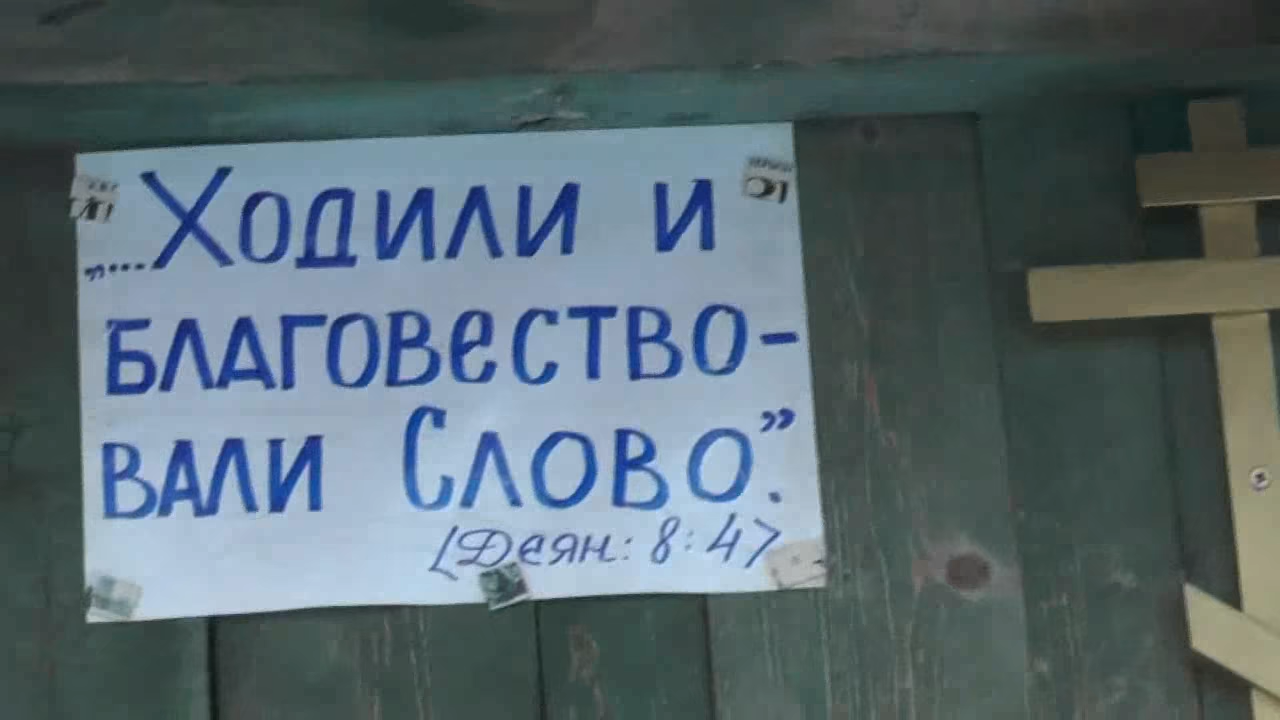 „...Ходили и
благовество-
вали Слово”.
(Деян: 8:4)